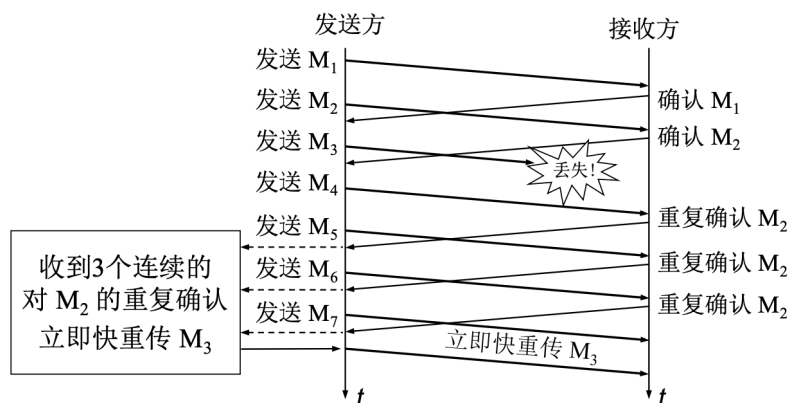 发送方
接收方
发送 M₁
确认 M₁
发送 M₂
确认 M₂
发送 M₃
丢失!
发送 M₄
重复确认 M₂
发送 M₅
重复确认 M₂
发送 M₆
重复确认 M₂
发送 M₇
收到3个连续的
对 M₂ 的重复确认
立即快重传 M₃
立即快重传 M₃
t
t